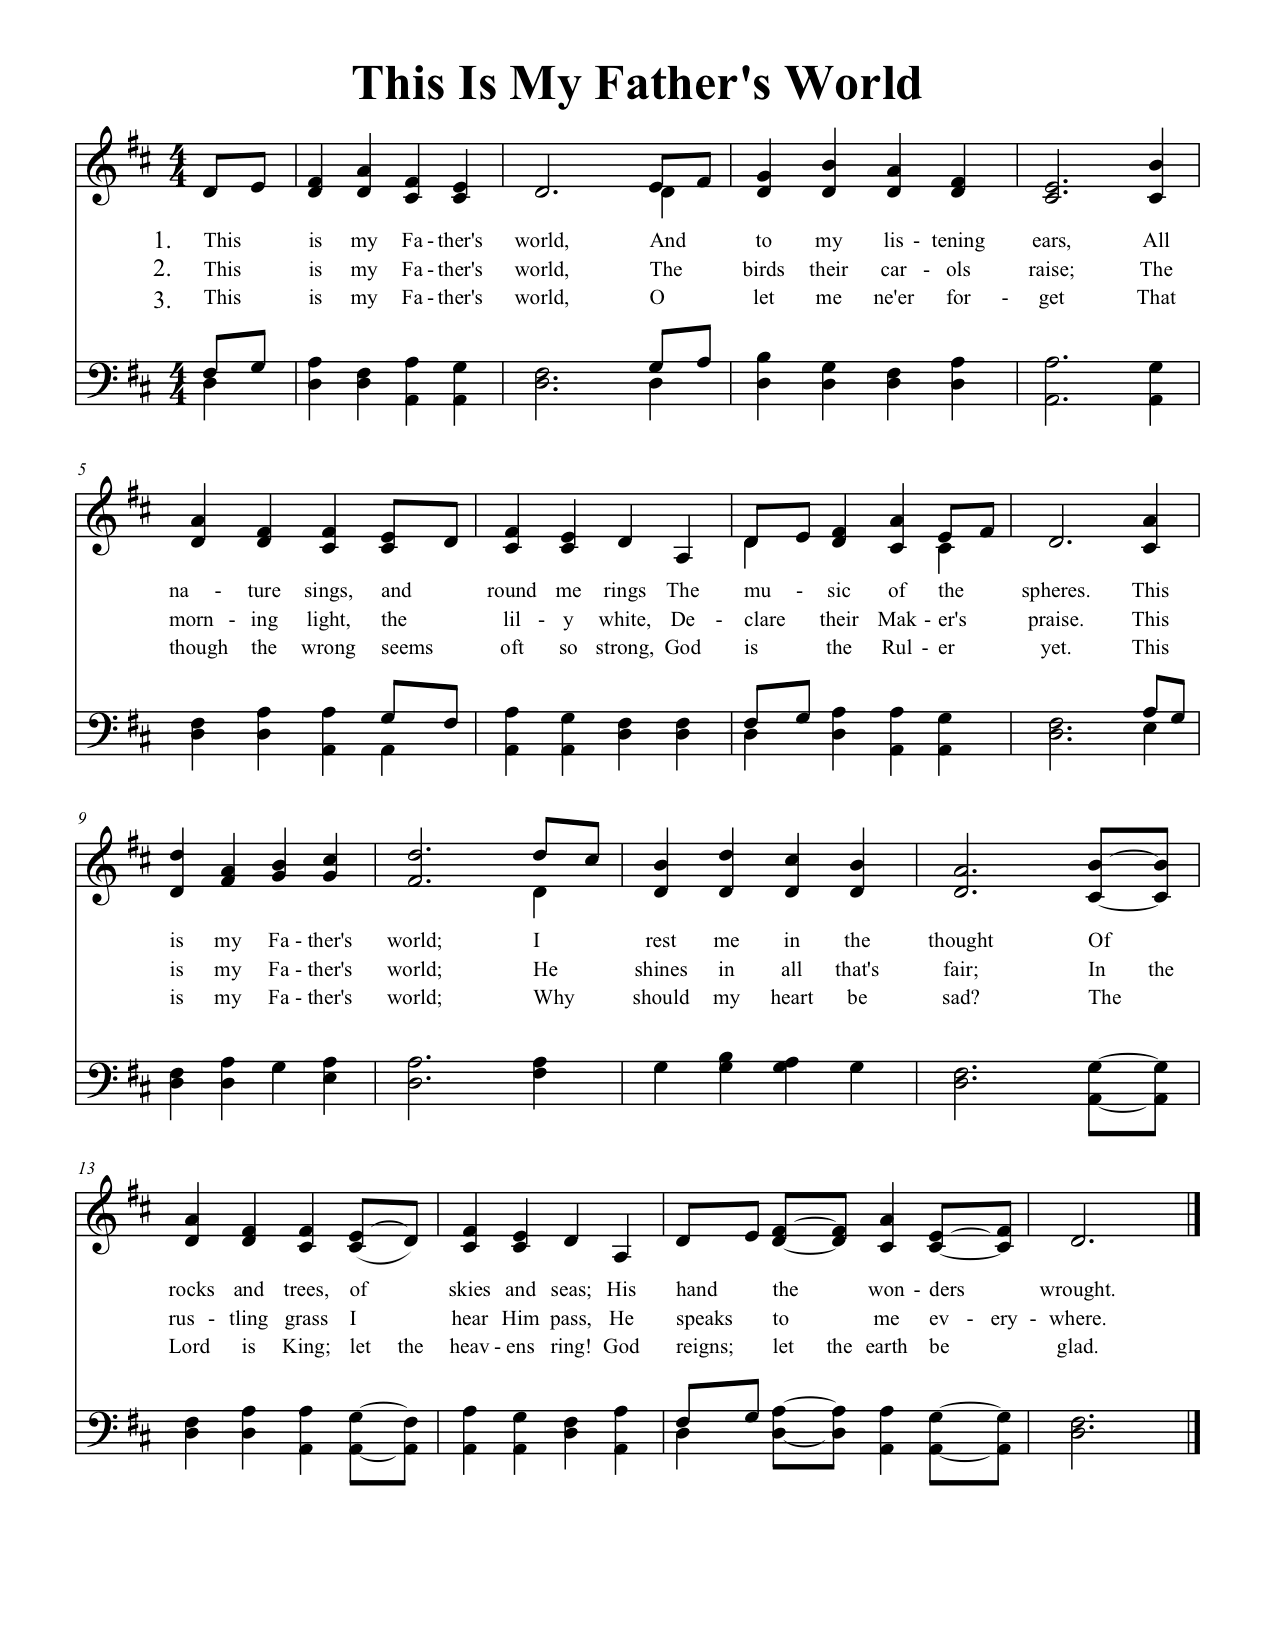 This Is My Father's World
4 4
1. This is my Fa - ther's world, And to my lis - tening ears, All
2. This is my Fa - ther's world, The birds their car - ols raise; The
3. This is my Fa - ther's world, O let me ne'er for - get That
4 4
5
na - ture sings, and round me rings The mu - sic of the spheres. This
morn - ing light, the lil - y white, De - clare their Mak - er's praise. This
though the wrong seems oft so strong, God is the Rul - er yet. This
9
is my Fa - ther's world; I rest me in the thought Of
is my Fa - ther's world; He shines in all that's fair; In the
is my Fa - ther's world; Why should my heart be sad? The
13
rocks and trees, of skies and seas; His hand the won - ders wrought.
rus - tling grass I hear Him pass, He speaks to me ev - ery - where.
Lord is King; let the heav - ens ring! God reigns; let the earth be glad.